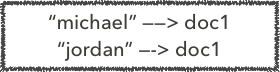 “michael” ––> doc1
“jordan” –-> doc1